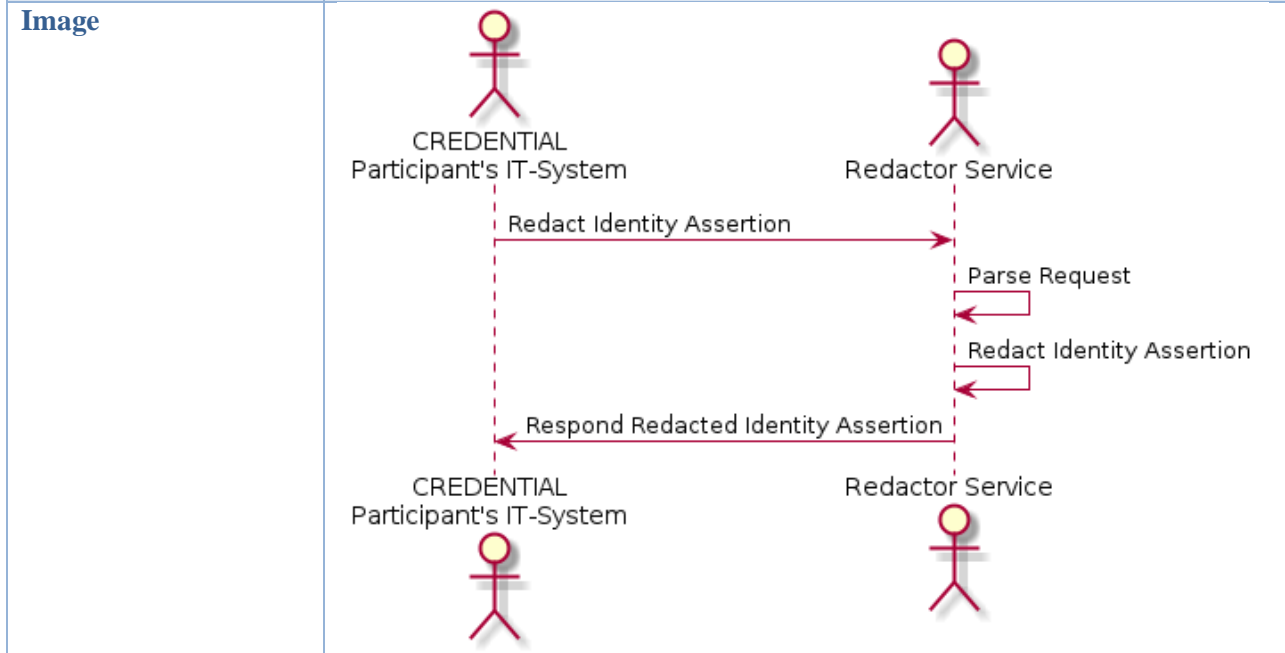 Image
CREDENTIAL
Participant's IT-System
Redactor Service
Redact Identity Assertion
Parse Request
Redact Identity Assertion
Respond Redacted Identity Assertion
CREDENTIAL
Participant's IT-System
Redactor Service